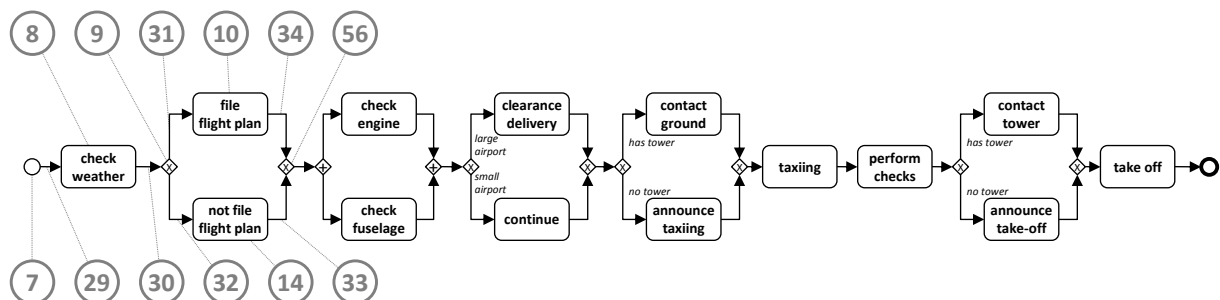 8 9 31 10 34 56
file
flight plan
check
engine
clearance
delivery
contact
ground
contact
tower
large
airport
has tower
has tower
check
weather
X
X
+
+
X
X
X
X
taxiing
perform
checks
X
X
take off
small
airport
no tower
no tower
not file
flight plan
check
fuselage
continue
announce
taxiing
announce
take-off
7 29 30 32 14 33